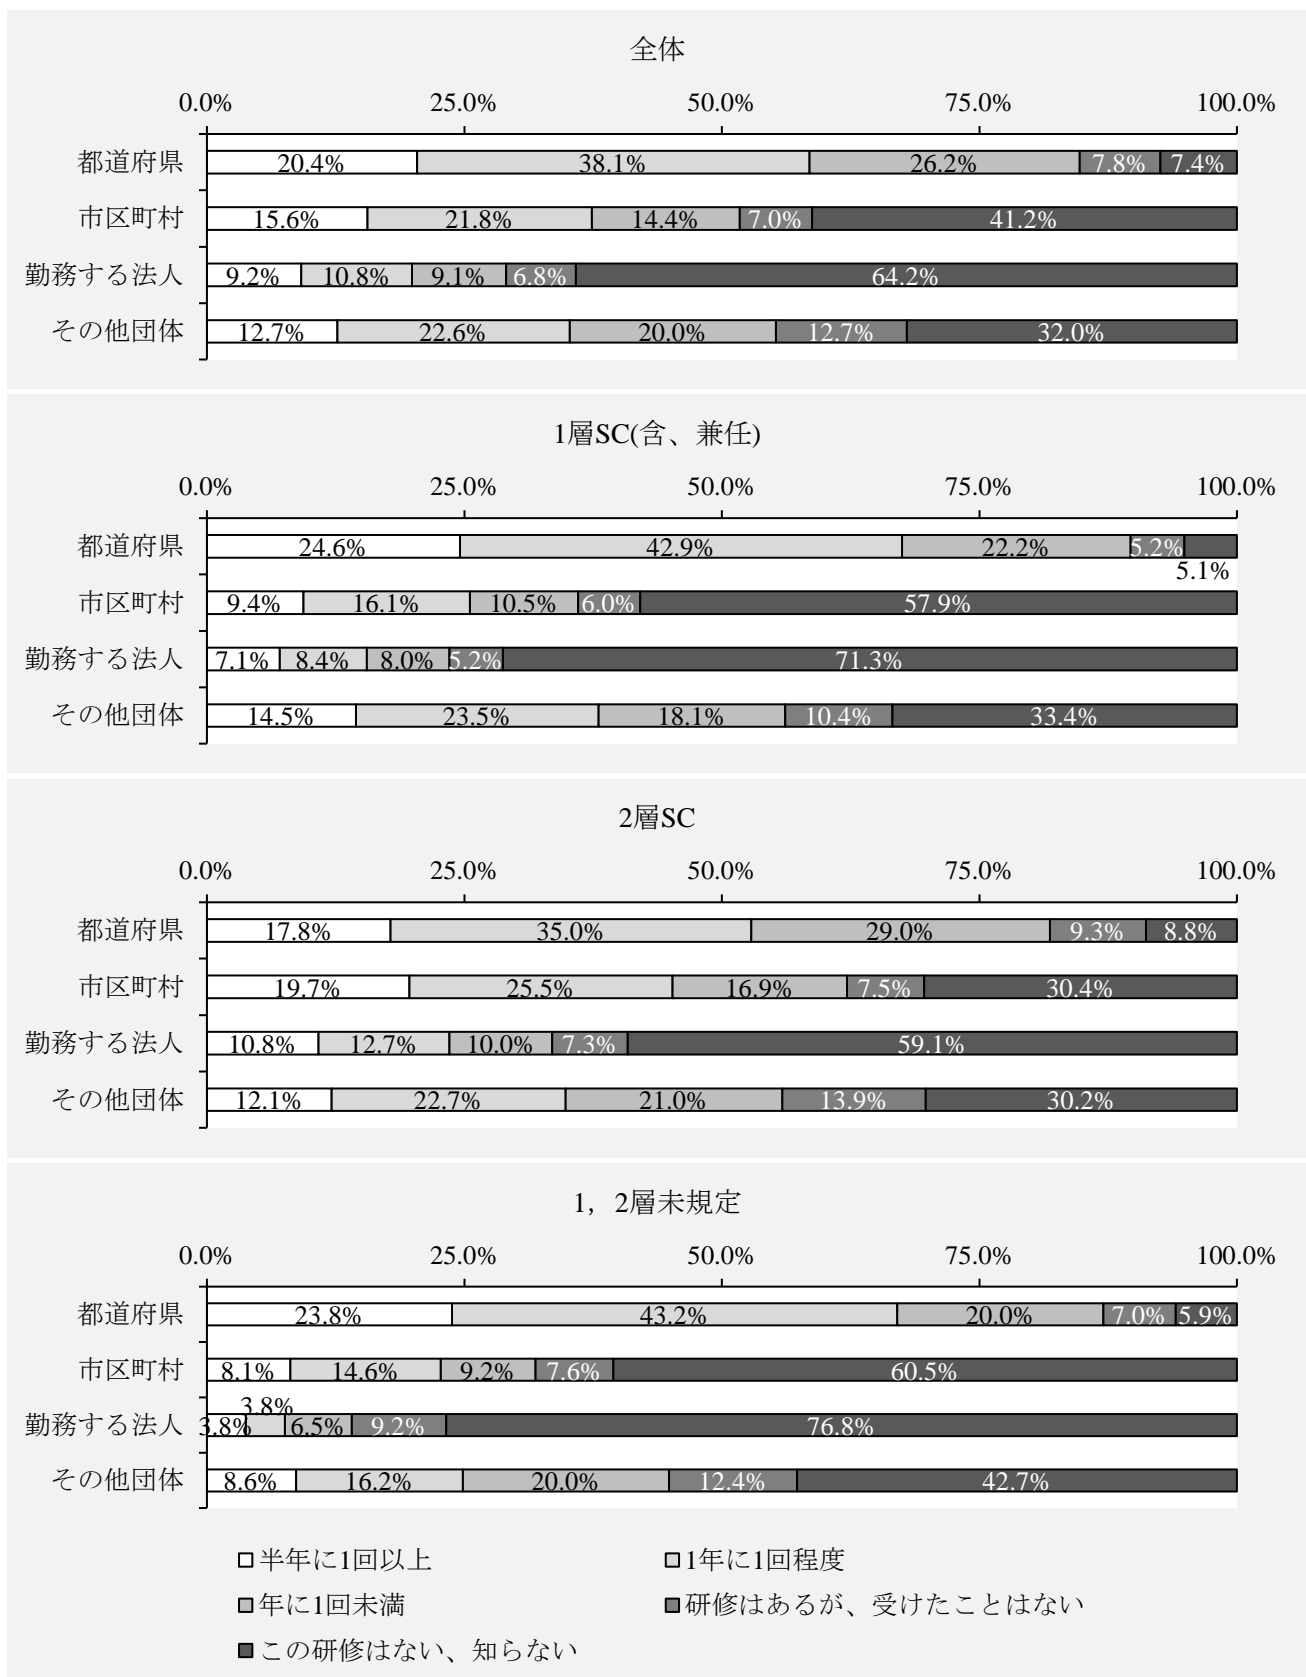 全体
0.0% 25.0% 50.0% 75.0% 100.0%
都道府県 20.4% 38.1% 26.2% 7.8% 7.4%
市区町村 15.6% 21.8% 14.4% 7.0% 41.2%
勤務する法人 9.2% 10.8% 9.1% 6.8% 64.2%
その他団体 12.7% 22.6% 20.0% 12.7% 32.0%
1層SC(含、兼任)
0.0% 25.0% 50.0% 75.0% 100.0%
都道府県 24.6% 42.9% 22.2% 5.2%
5.1%
市区町村 9.4% 16.1% 10.5% 6.0% 57.9%
勤務する法人 7.1% 8.4% 8.0% 5.2% 71.3%
その他団体 14.5% 23.5% 18.1% 10.4% 33.4%
2層SC
0.0% 25.0% 50.0% 75.0% 100.0%
都道府県 17.8% 35.0% 29.0% 9.3% 8.8%
市区町村 19.7% 25.5% 16.9% 7.5% 30.4%
勤務する法人 10.8% 12.7% 10.0% 7.3% 59.1%
その他団体 12.1% 22.7% 21.0% 13.9% 30.2%
1，2層未規定
0.0% 25.0% 50.0% 75.0% 100.0%
都道府県 23.8% 43.2% 20.0% 7.0% 5.9%
市区町村 8.1% 14.6% 9.2% 7.6% 60.5%
3.8%
勤務する法人 3.8% 6.5% 9.2% 76.8%
その他団体 8.6% 16.2% 20.0% 12.4% 42.7%
半年に1回以上 1年に1回程度
年に1回未満 研修はあるが、受けたことはない
この研修はない、知らない